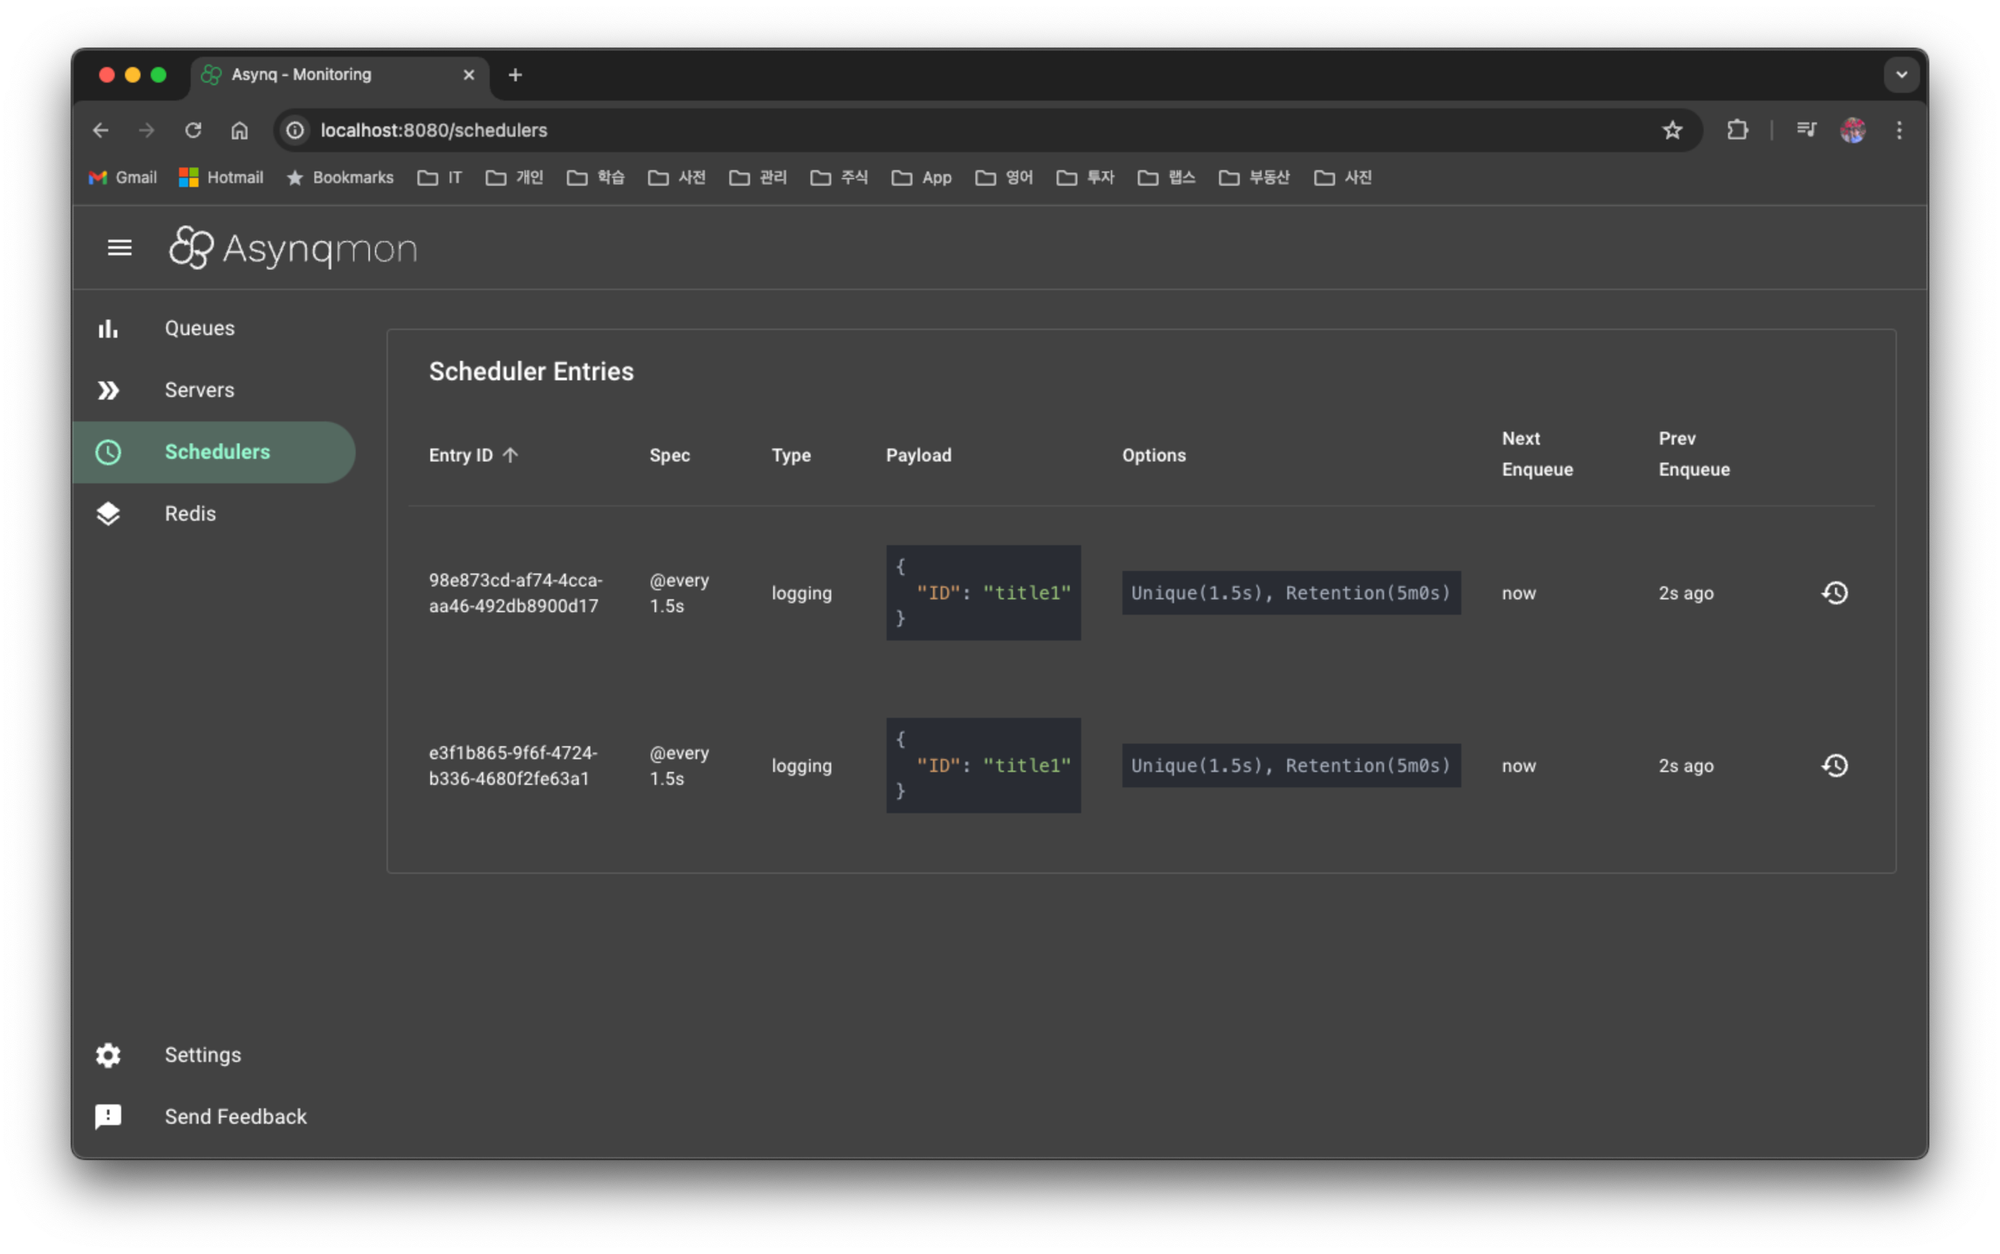 Asynq - Monitoring
localhost:8080/schedulers
Gmail Hotmail Bookmarks IT 개인 학습 사전 관리 주식 App 영어 투자 랩스 부동산 사진
Asynqmon
Queues
Servers
Schedulers
Redis
Settings
Send Feedback
Scheduler Entries
Entry ID Spec Type Payload Options Next Enqueue Prev Enqueue
98e873cd-af74-4cca-
aa46-492db8900d17
@every
1.5s
logging
{
"ID": "title1"
}
Unique(1.5s), Retention(5m0s)
now
2s ago
e3f1b865-9f6f-4724-
b336-4680f2fe63a1
@every
1.5s
logging
{
"ID": "title1"
}
Unique(1.5s), Retention(5m0s)
now
2s ago